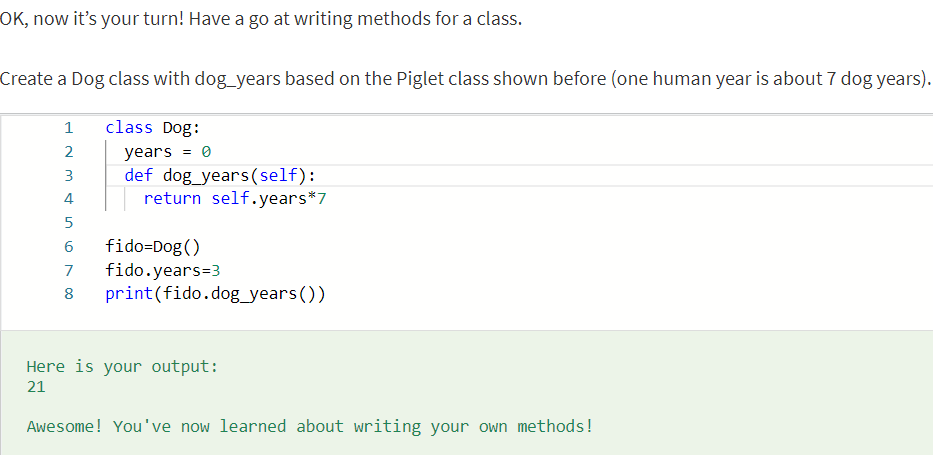 OK, now it’s your turn! Have a go at writing methods for a class.
Create a Dog class with dog_years based on the Piglet class shown before (one human year is about 7 dog years).
1 class Dog:
2 years = 0
3 def dog_years(self):
4 return self.years*7
5
6 fido=Dog()
7 fido.years=3
8 print(fido.dog_years())
Here is your output:
21
Awesome! You've now learned about writing your own methods!